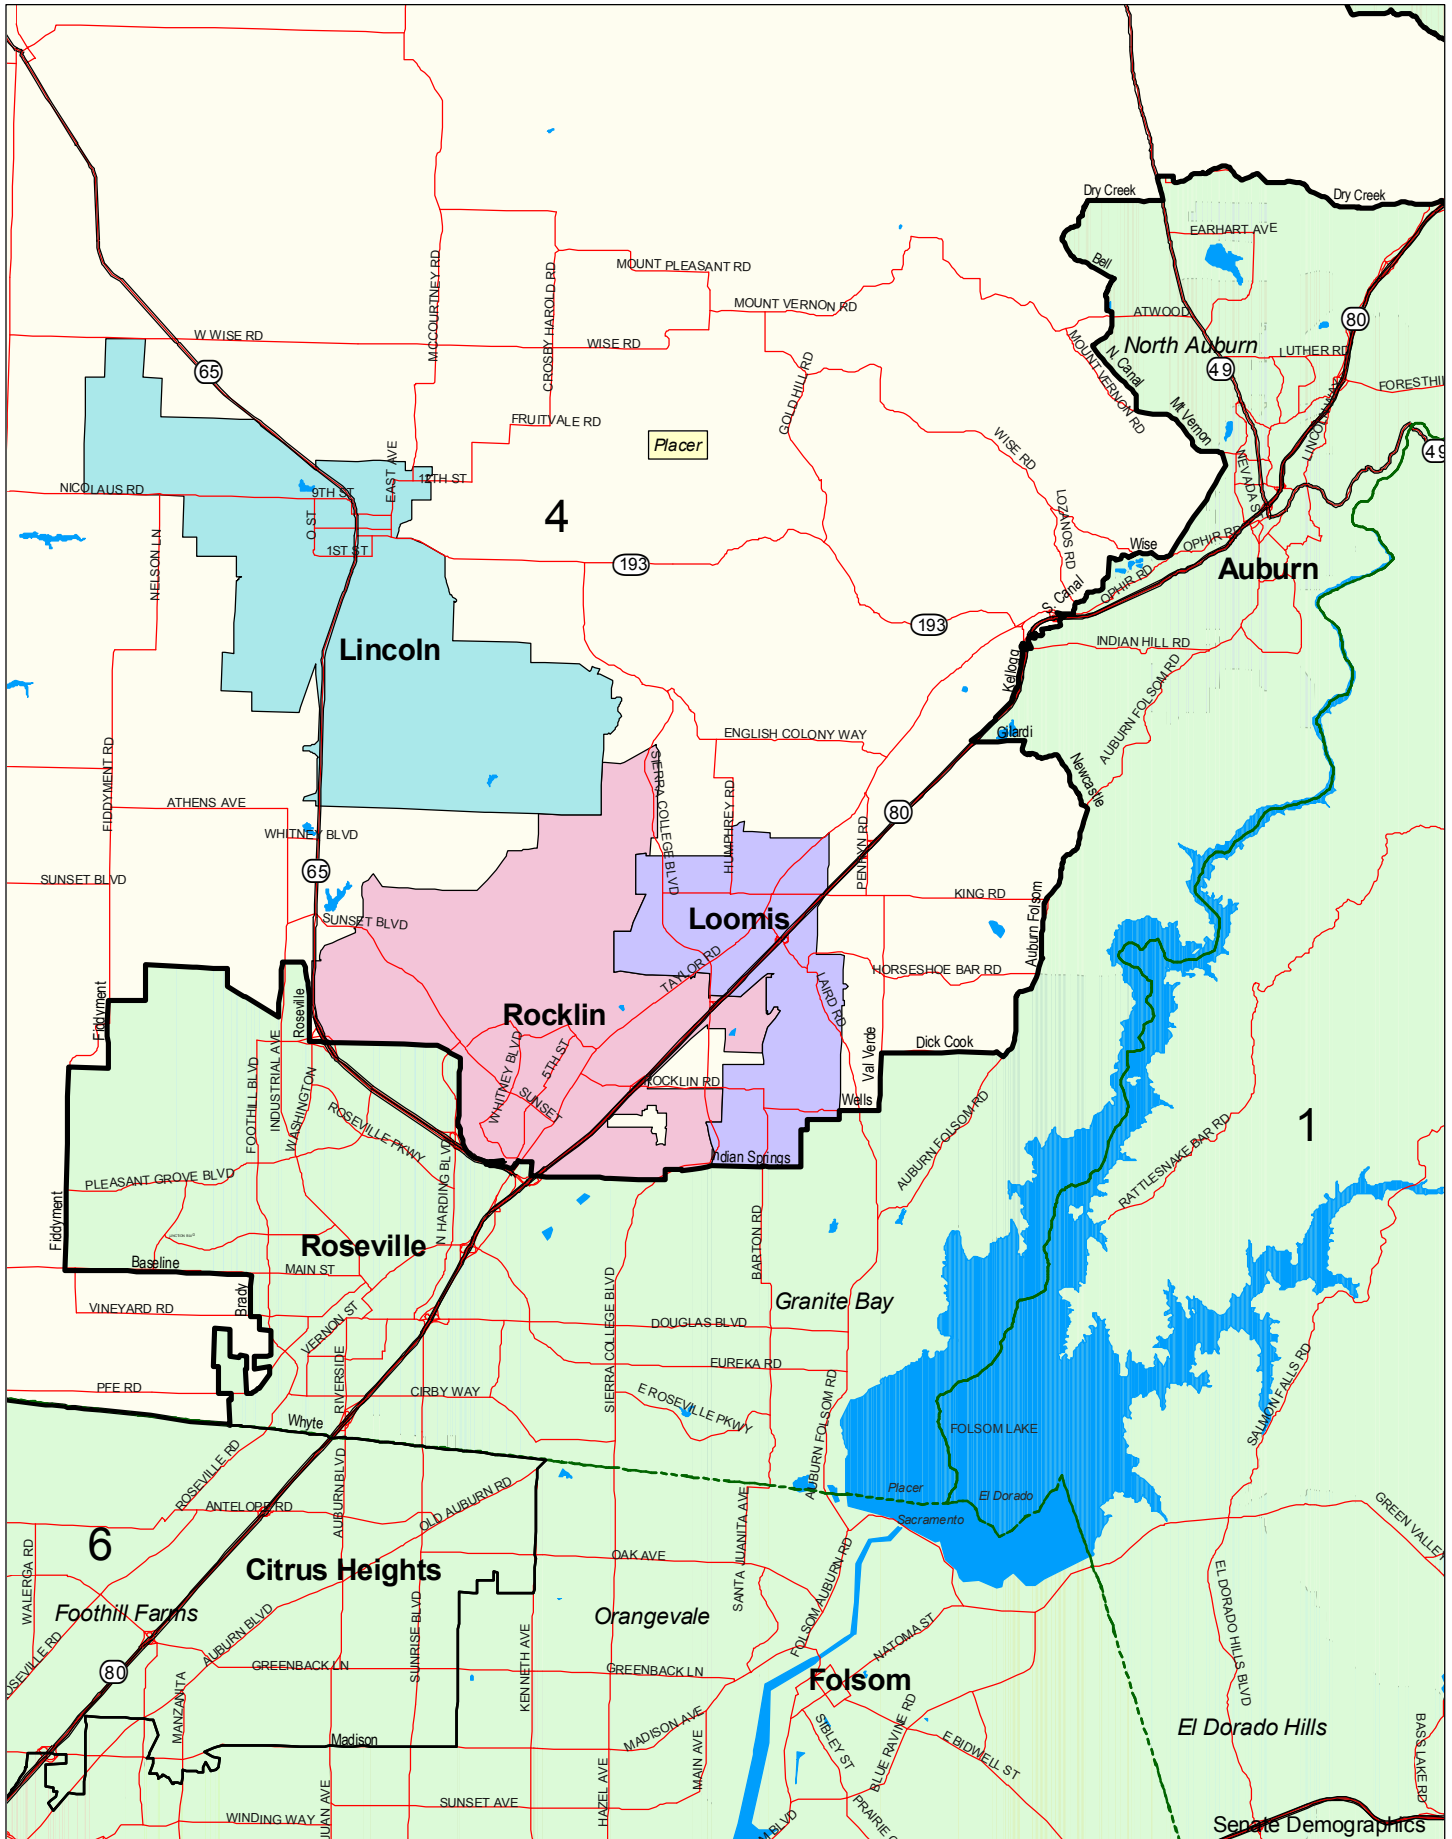 Dry Creek
Dry Creek
EARHART AVE
Bell
MCCOURTNEY RD
CROSBY HAROLD RD
MOUNT PLEASANT RD
MOUNT VERNON RD
ATWOOD
80
W WISE RD
WISE RD
North Auburn
LUTHER RD
65
49
N. Canal
MOUNT VERNON RD
FORESTHIL
GOLD HILL RD
FRUITVALE RD
Mt Vernon
LINCOLN WAY
Placer
WISE RD
49
EAST AVE
12TH ST
NEVADA ST
NICOLAUS RD
9TH ST
O ST
4
LOZANOS RD
1ST ST
NELSON LN
193
Wise
OPHIR RD
Auburn
OPHIR RD
S. Canal
193
Lincoln
INDIAN HILL RD
Kellogg
AUBURN FOLSOM RD
ENGLISH COLONY WAY
Gilardi
FIDDYMENT RD
SIERRA COLLEGE BLVD
HUMPHREY RD
Newcastle
ATHENS AVE
80
WHITNEY BLVD
PENRYN RD
65
SUNSET BLVD
KING RD
SUNSET BLVD
Loomis
Auburn Folsom
TAYLOR RD
HORSESHOE BAR RD
LAIRD RD
Fiddyment
Roseville
Rocklin
Val Verde
Dick Cook
INDUSTRIAL AVE
FOOTHILL BLVD
WASHINGTON
WHITNEY BLVD
5TH ST
SUNSET
ROCKLIN RD
Wells
ROSEVILLE PKWY
AUBURN FOLSOM RD
1
RATTLESNAKE BAR RD
Indian Springs
PLEASANT GROVE BLVD
N HARDING BLVD
Fiddyment
BARTON RD
Roseville
Baseline
MAIN ST
Brady
VINEYARD RD
VERNON ST
SIERRA COLLEGE BLVD
Granite Bay
DOUGLAS BLVD
EUREKA RD
PFE RD
RIVERSIDE
CIRBY WAY
E ROSEVILLE PKWY
AUBURN FOLSOM RD
SALMON FALLS RD
Whyte
FOLSOM LAKE
ROSEVILLE RD
AUBURN BLVD
OLD AUBURN RD
ANTELOPE RD
Placer
El Dorado
Sacramento
SANTA JUANITA AVE
GREEN VALLEY
6
WALERGA RD
Citrus Heights
OAK AVE
FOLSOM AUBURN RD
EL DORADO HILLS BLVD
Foothill Farms
AUBURN BLVD
SUNRISE BLVD
Orangevale
NATOMA ST
OSEVILLE RD
80
GREENBACK LN
KENNETH AVE
GREENBACK LN
Folsom
MANZANITA
Madison
MADISON AVE
MAIN AVE
SIBLEY ST
BLUE RAVINE RD
E BIDWELL ST
El Dorado Hills
BASS LAKE RD
HAZEL AVE
SUNSET AVE
WINDING WAY
JUAN AVE
M BLVD
PRAIRIE C
Senate Demographics